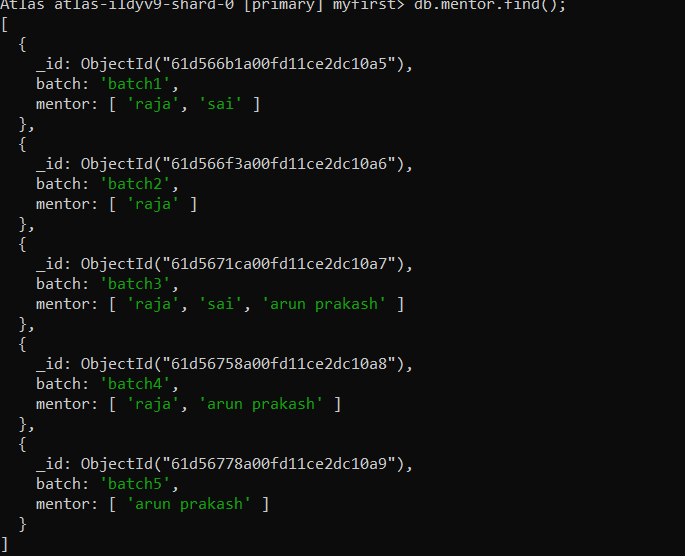 Atlas atlas-ildyv9-shard-0 [primary] myfirst> db.mentor.find();
[
  {
    _id: ObjectId("61d566b1a00fd11ce2dc10a5"),
    batch: 'batch1',
    mentor: [ 'raja', 'sai' ]
  },
  {
    _id: ObjectId("61d566f3a00fd11ce2dc10a6"),
    batch: 'batch2',
    mentor: [ 'raja' ]
  },
  {
    _id: ObjectId("61d5671ca00fd11ce2dc10a7"),
    batch: 'batch3',
    mentor: [ 'raja', 'sai', 'arun prakash' ]
  },
  {
    _id: ObjectId("61d56758a00fd11ce2dc10a8"),
    batch: 'batch4',
    mentor: [ 'raja', 'arun prakash' ]
  },
  {
    _id: ObjectId("61d56778a00fd11ce2dc10a9"),
    batch: 'batch5',
    mentor: [ 'arun prakash' ]
  }
]